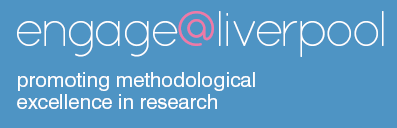 engage@liverpool
promoting methodological
excellence in research